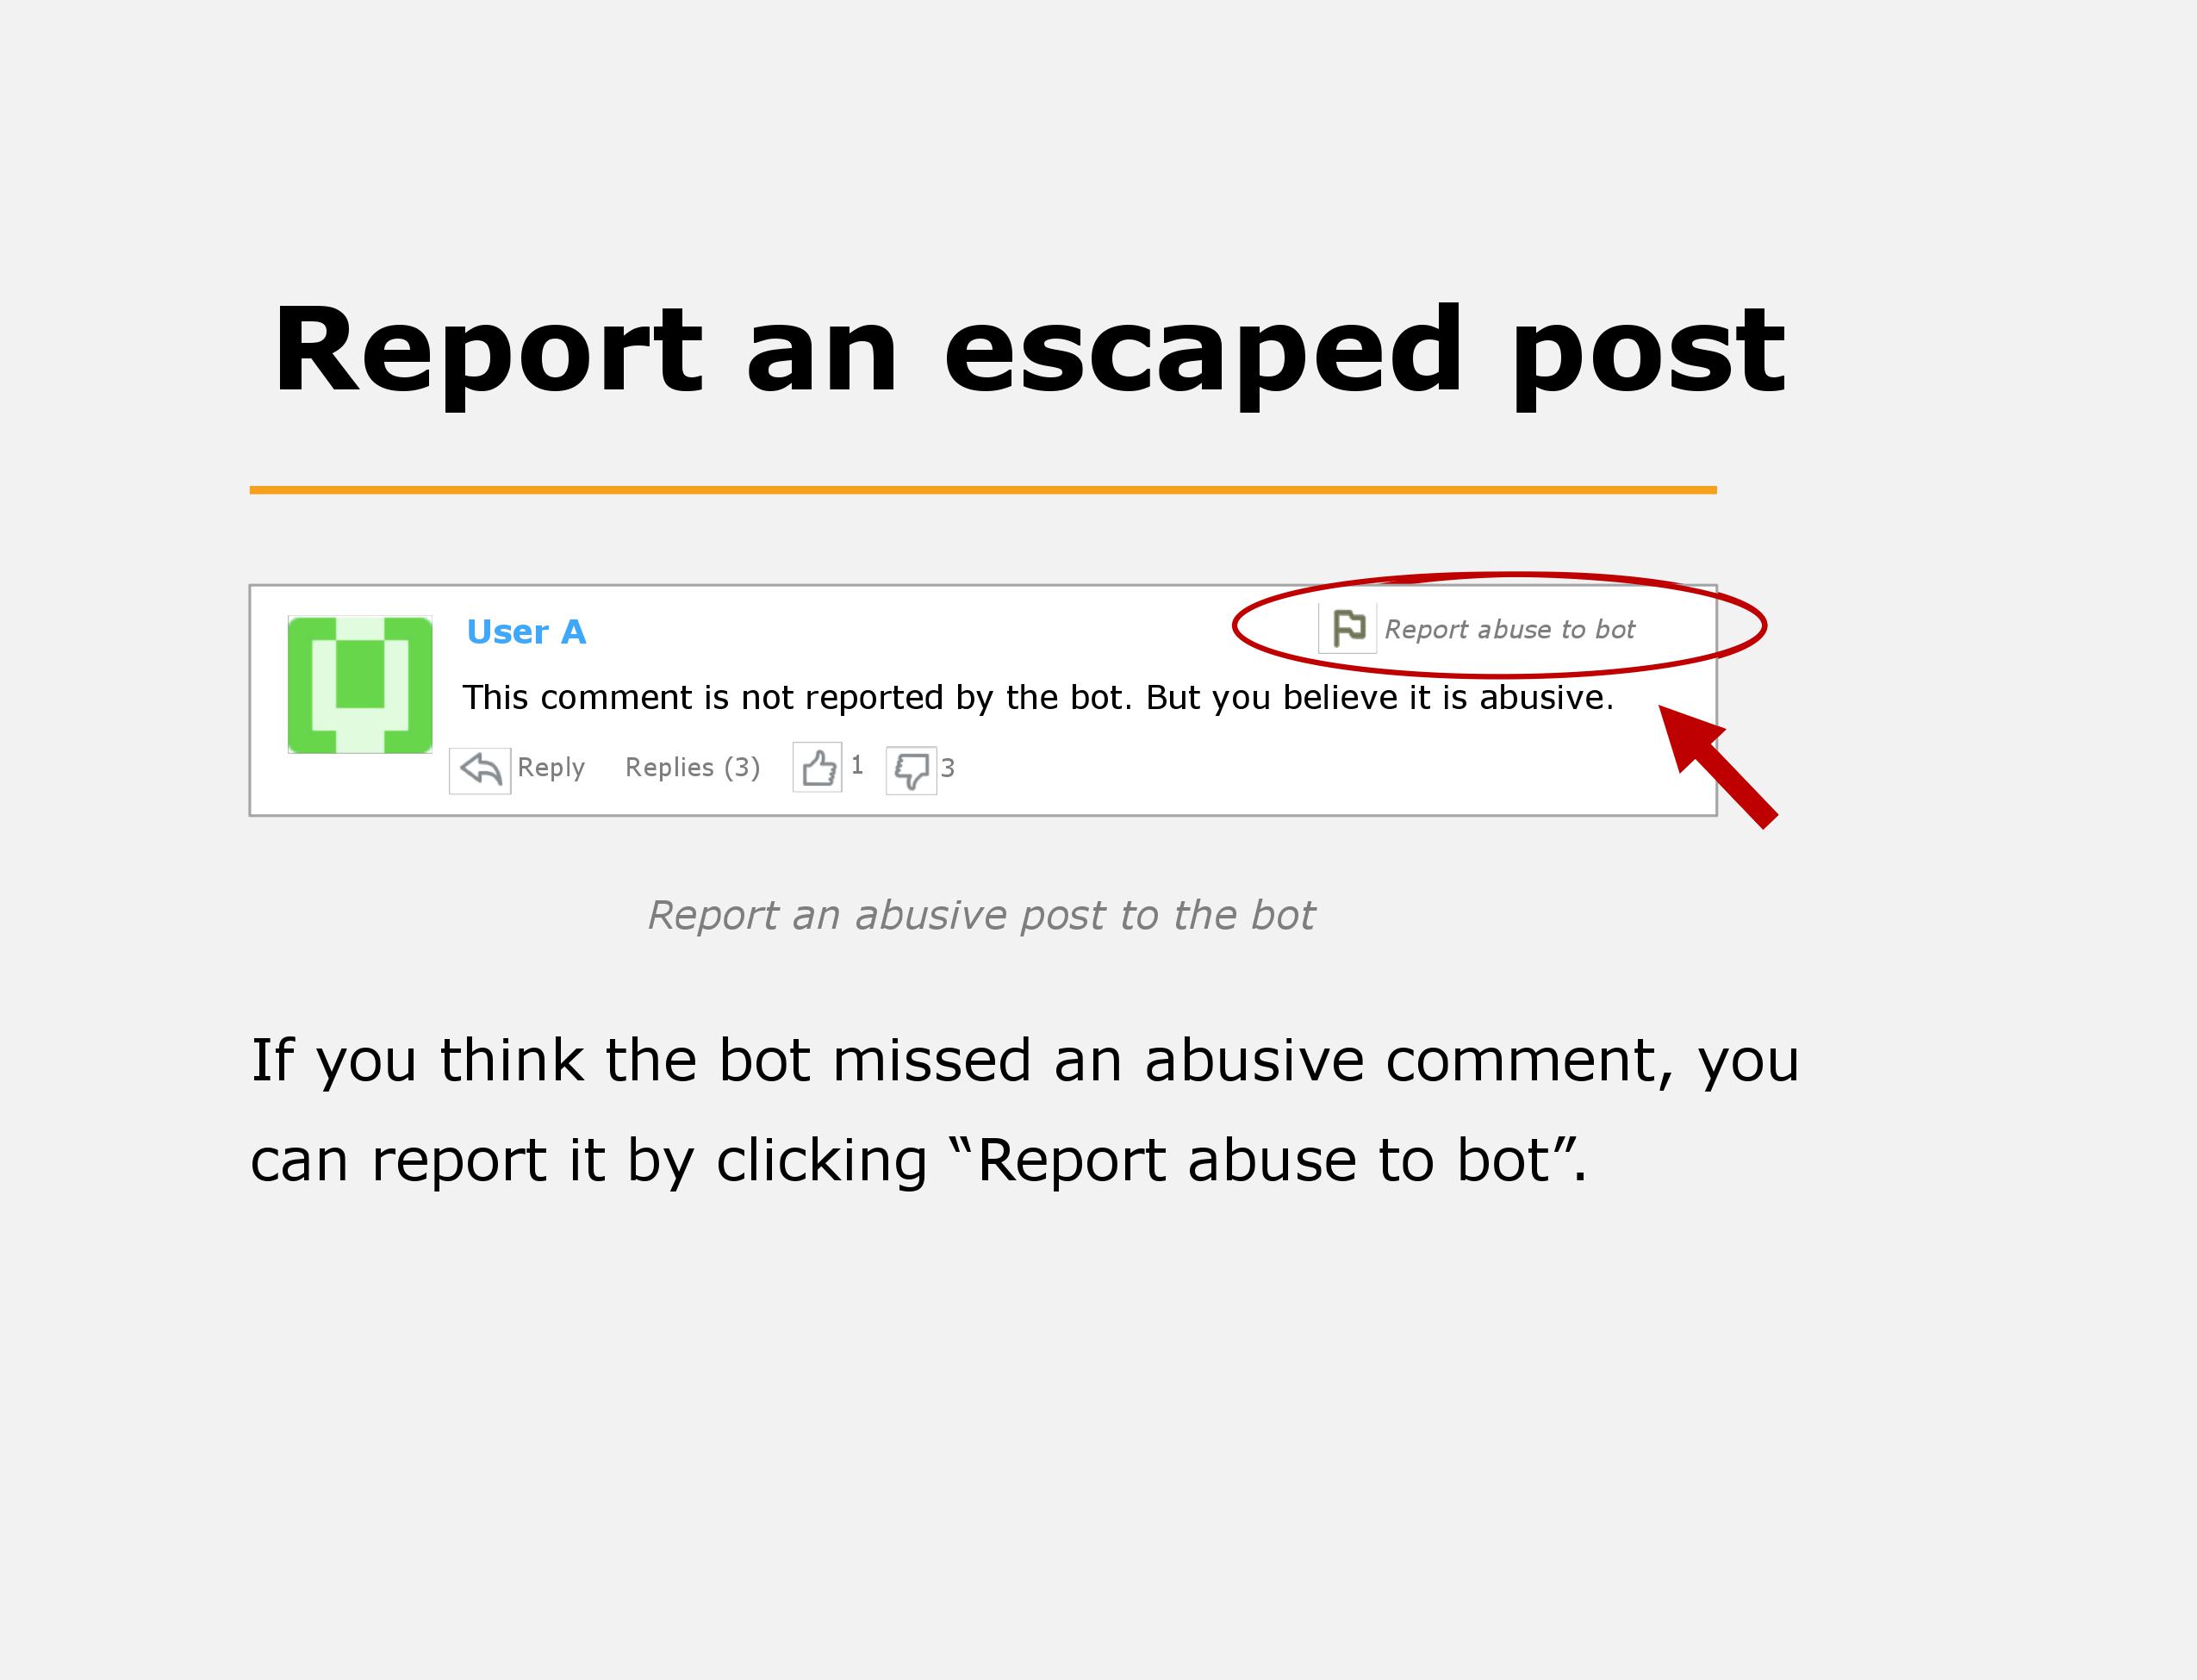 Report an escaped post
User A
Report abuse to bot
This comment is not reported by the bot. But you believe it is abusive.
Reply Replies (3) 1 3
Report an abusive post to the bot
If you think the bot missed an abusive comment, you
can report it by clicking “Report abuse to bot”.